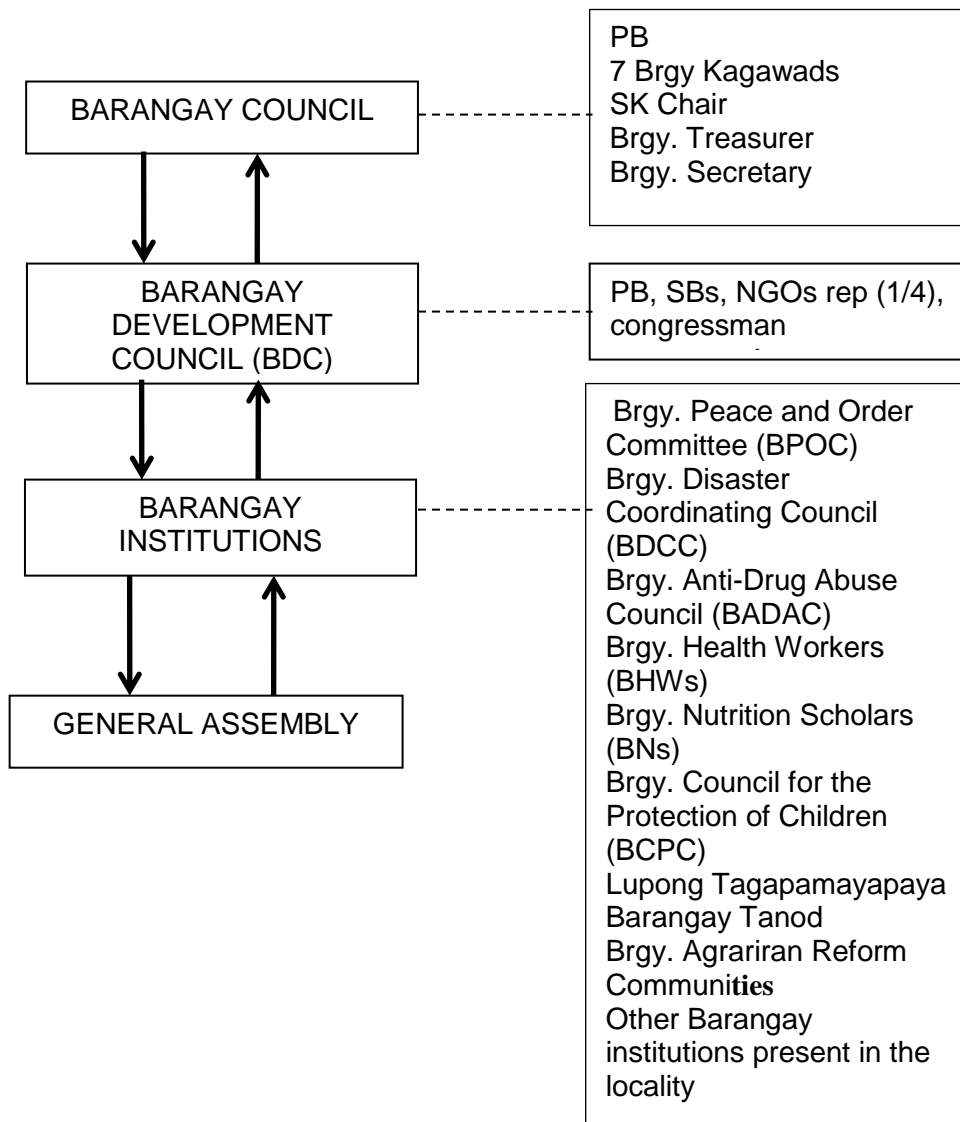 BARANGAY COUNCIL
PB
7 Brgy Kagawads
SK Chair
Brgy. Treasurer
Brgy. Secretary
BARANGAY
DEVELOPMENT
COUNCIL (BDC)
PB, SBs, NGOs rep (1/4),
congressman
BARANGAY
INSTITUTIONS
Brgy. Peace and Order
Committee (BPOC)
Brgy. Disaster
Coordinating Council
(BDCC)
Brgy. Anti-Drug Abuse
Council (BADAC)
Brgy. Health Workers
(BHWs)
Brgy. Nutrition Scholars
(BNs)
Brgy. Council for the
Protection of Children
(BCPC)
Lupong Tagapamayapaya
Barangay Tanod
Brgy. Agrariran Reform
Communities
Other Barangay
institutions present in the
locality
GENERAL ASSEMBLY